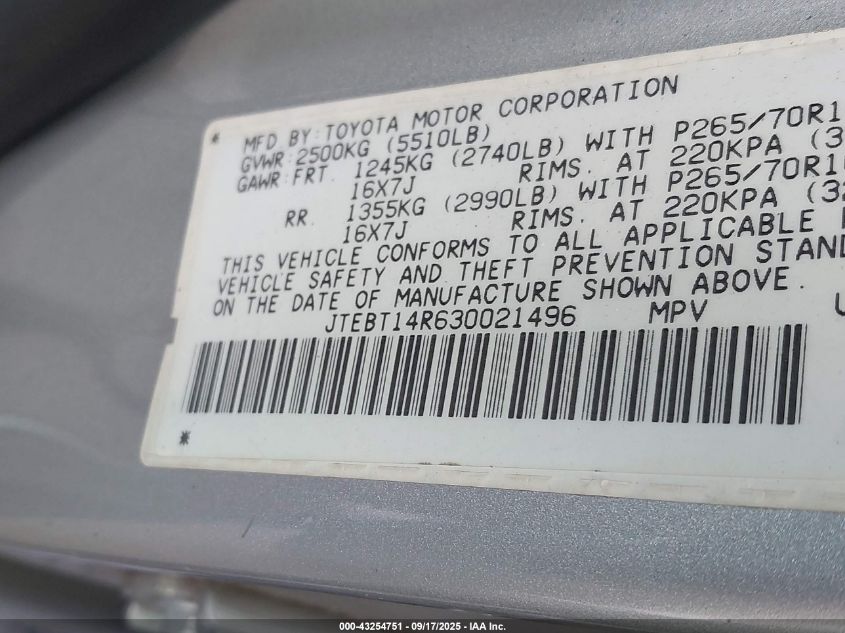 MFD BY:TOYOTA MOTOR CORPORATION
GVWR:2500KG (5510LB)
GAWR:FRT. 1245KG (2740LB) WITH P265/70R1
16X7J RIMS. AT 220KPA (3
RR. 1355KG (2990LB) WITH P265/70R1
16X7J RIMS. AT 220KPA (32
THIS VEHICLE CONFORMS TO ALL APPLICABLE
VEHICLE SAFETY AND THEFT PREVENTION STAND
ON THE DATE OF MANUFACTURE SHOWN ABOVE.
JTEBT14R630021496 MPV
000-43254751 - 09/17/2025 - IAA Inc.